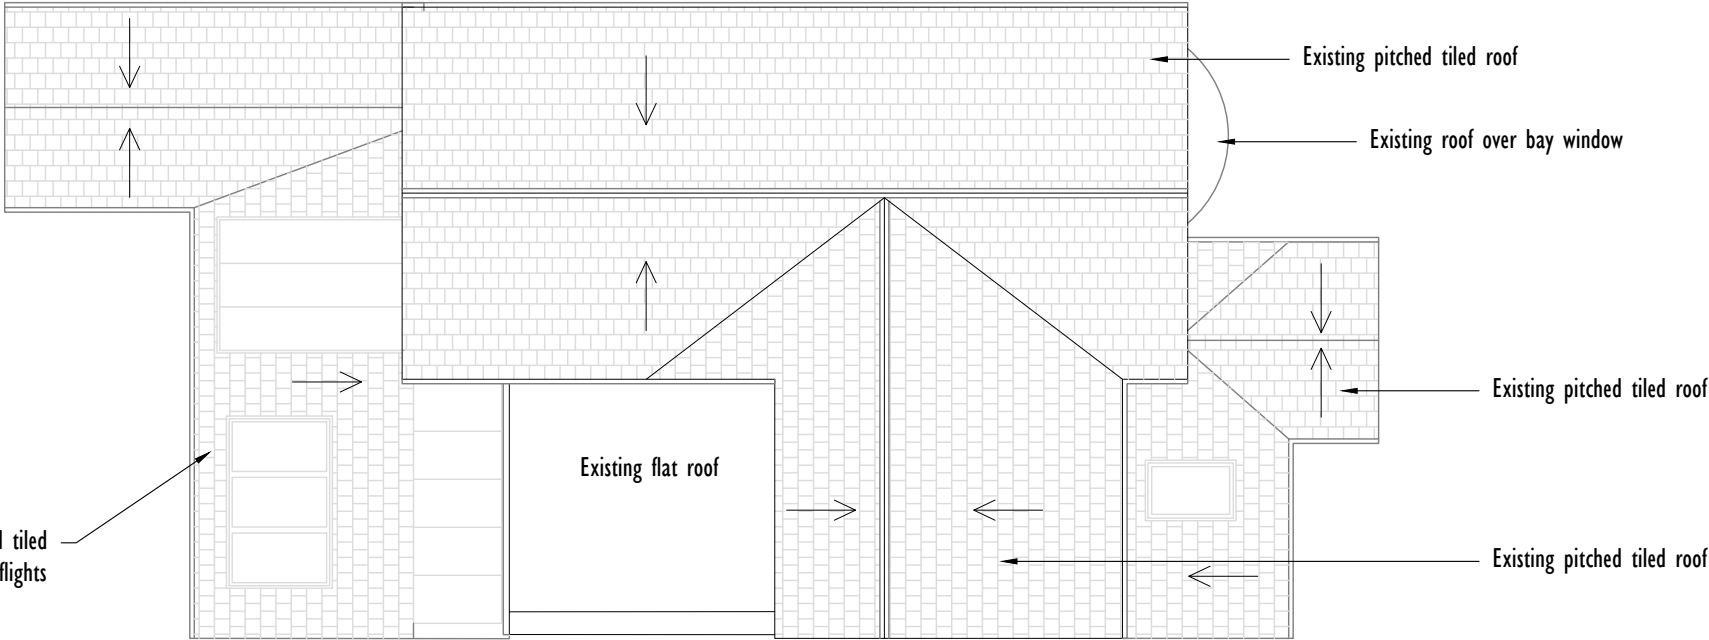 Existing pitched tiled roof
Existing roof over bay window
Existing pitched tiled roof
Existing flat roof
tiled
Existing pitched tiled roof